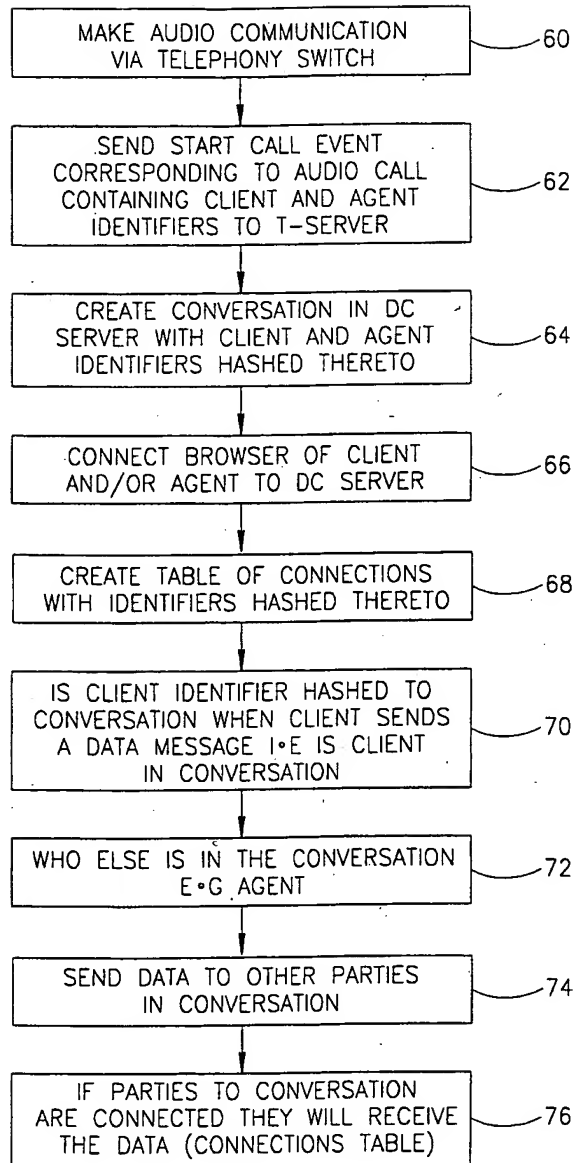 MAKE AUDIO COMMUNICATION
VIA TELEPHONY SWITCH
60
SEND START CALL EVENT
CORRESPONDING TO AUDIO CALL
CONTAINING CLIENT AND AGENT
IDENTIFIERS TO T-SERVER
62
CREATE CONVERSATION IN DC
SERVER WITH CLIENT AND AGENT
IDENTIFIERS HASHED THERETO
64
CONNECT BROWSER OF CLIENT
AND/OR AGENT TO DC SERVER
66
CREATE TABLE OF CONNECTIONS
WITH IDENTIFIERS HASHED THERETO
68
IS CLIENT IDENTIFIER HASHED TO
CONVERSATION WHEN CLIENT SENDS
A DATA MESSAGE I•E IS CLIENT
IN CONVERSATION
70
WHO ELSE IS IN THE CONVERSATION
E•G AGENT
72
SEND DATA TO OTHER PARTIES
IN CONVERSATION
74
IF PARTIES TO CONVERSATION
ARE CONNECTED THEY WILL RECEIVE
THE DATA (CONNECTIONS TABLE)
76